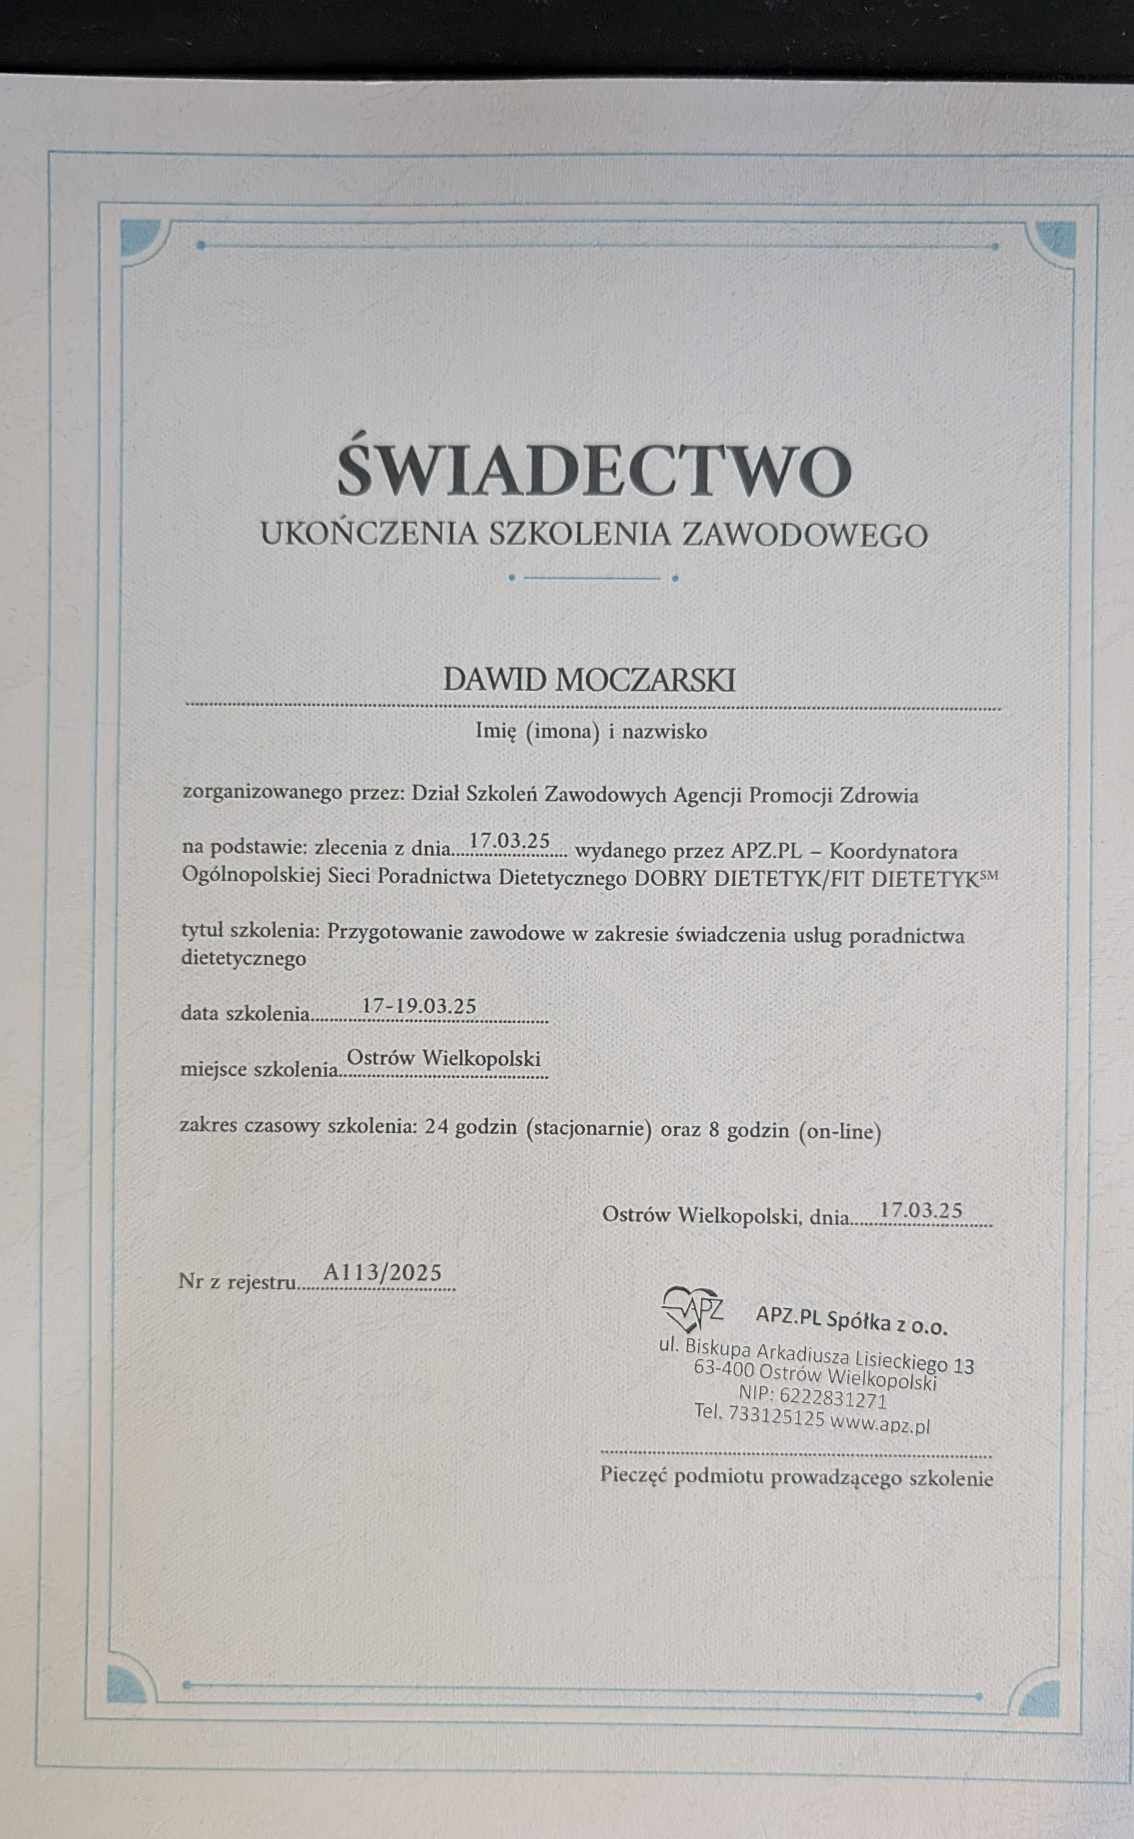 ŚWIADECTWO
UKOŃCZENIA SZKOLENIA ZAWODOWEGO
DAWID MOCZARSKI
Imię (imona) i nazwisko
zorganizowanego przez: Dział Szkoleń Zawodowych Agencji Promocji Zdrowia
na podstawie: zlecenia z dnia 17.03.25 wydanego przez APZ.PL – Koordynatora
Ogólnopolskiej Sieci Poradnictwa Dietetycznego DOBRY DIETETYK/FIT DIETETYK℠
tytuł szkolenia: Przygotowanie zawodowe w zakresie świadczenia usług poradnictwa
dietetycznego
data szkolenia 17-19.03.25
miejsce szkolenia Ostrów Wielkopolski
zakres czasowy szkolenia: 24 godzin (stacjonarnie) oraz 8 godzin (on-line)
Ostrów Wielkopolski, dnia 17.03.25
Nr z rejestru A113/2025
APZ APZ.PL Spółka z o.o.
ul. Biskupa Arkadiusza Lisieckiego 13
63-400 Ostrów Wielkopolski
NIP: 6222831271
Tel. 733125125 www.apz.pl
Pieczęć podmiotu prowadzącego szkolenie